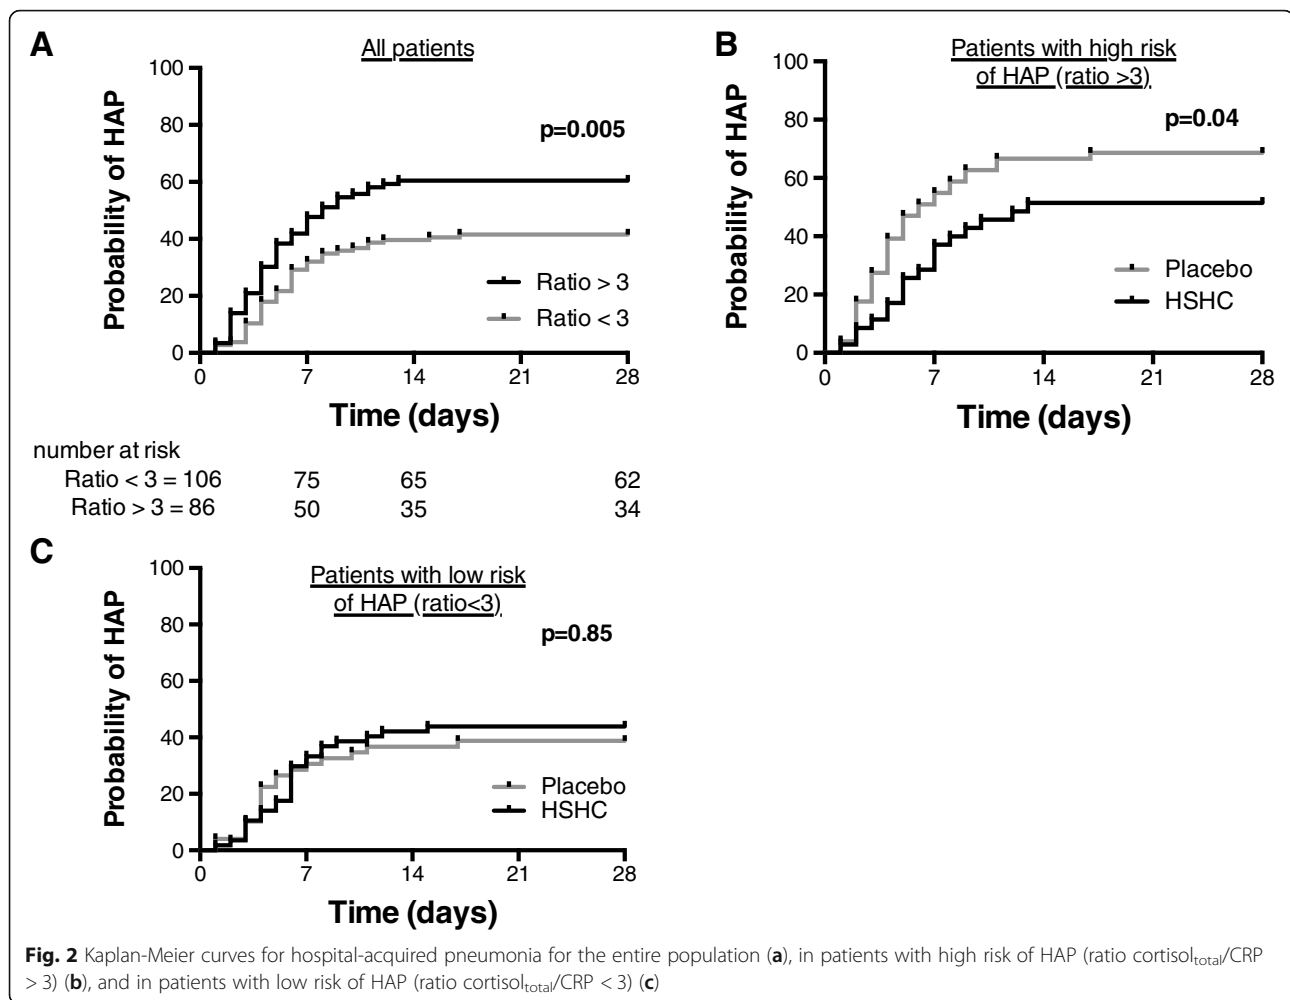 A
All patients
100
80
60
40
20
0
Probability of HAP
p=0.005
Ratio > 3
Ratio < 3
0 7 14 21 28
Time (days)
number at risk
Ratio < 3 = 106 75 65 62
Ratio > 3 = 86 50 35 34
B
Patients with high risk
of HAP (ratio >3)
100
80
60
40
20
0
Probability of HAP
p=0.04
Placebo
HSHC
0 7 14 21 28
Time (days)
C
Patients with low risk
of HAP (ratio<3)
100
80
60
40
20
0
Probability of HAP
p=0.85
Placebo
HSHC
0 7 14 21 28
Time (days)
Fig. 2 Kaplan-Meier curves for hospital-acquired pneumonia for the entire population (a), in patients with high risk of HAP (ratio cortisoltotal/CRP
> 3) (b), and in patients with low risk of HAP (ratio cortisoltotal/CRP < 3) (c)